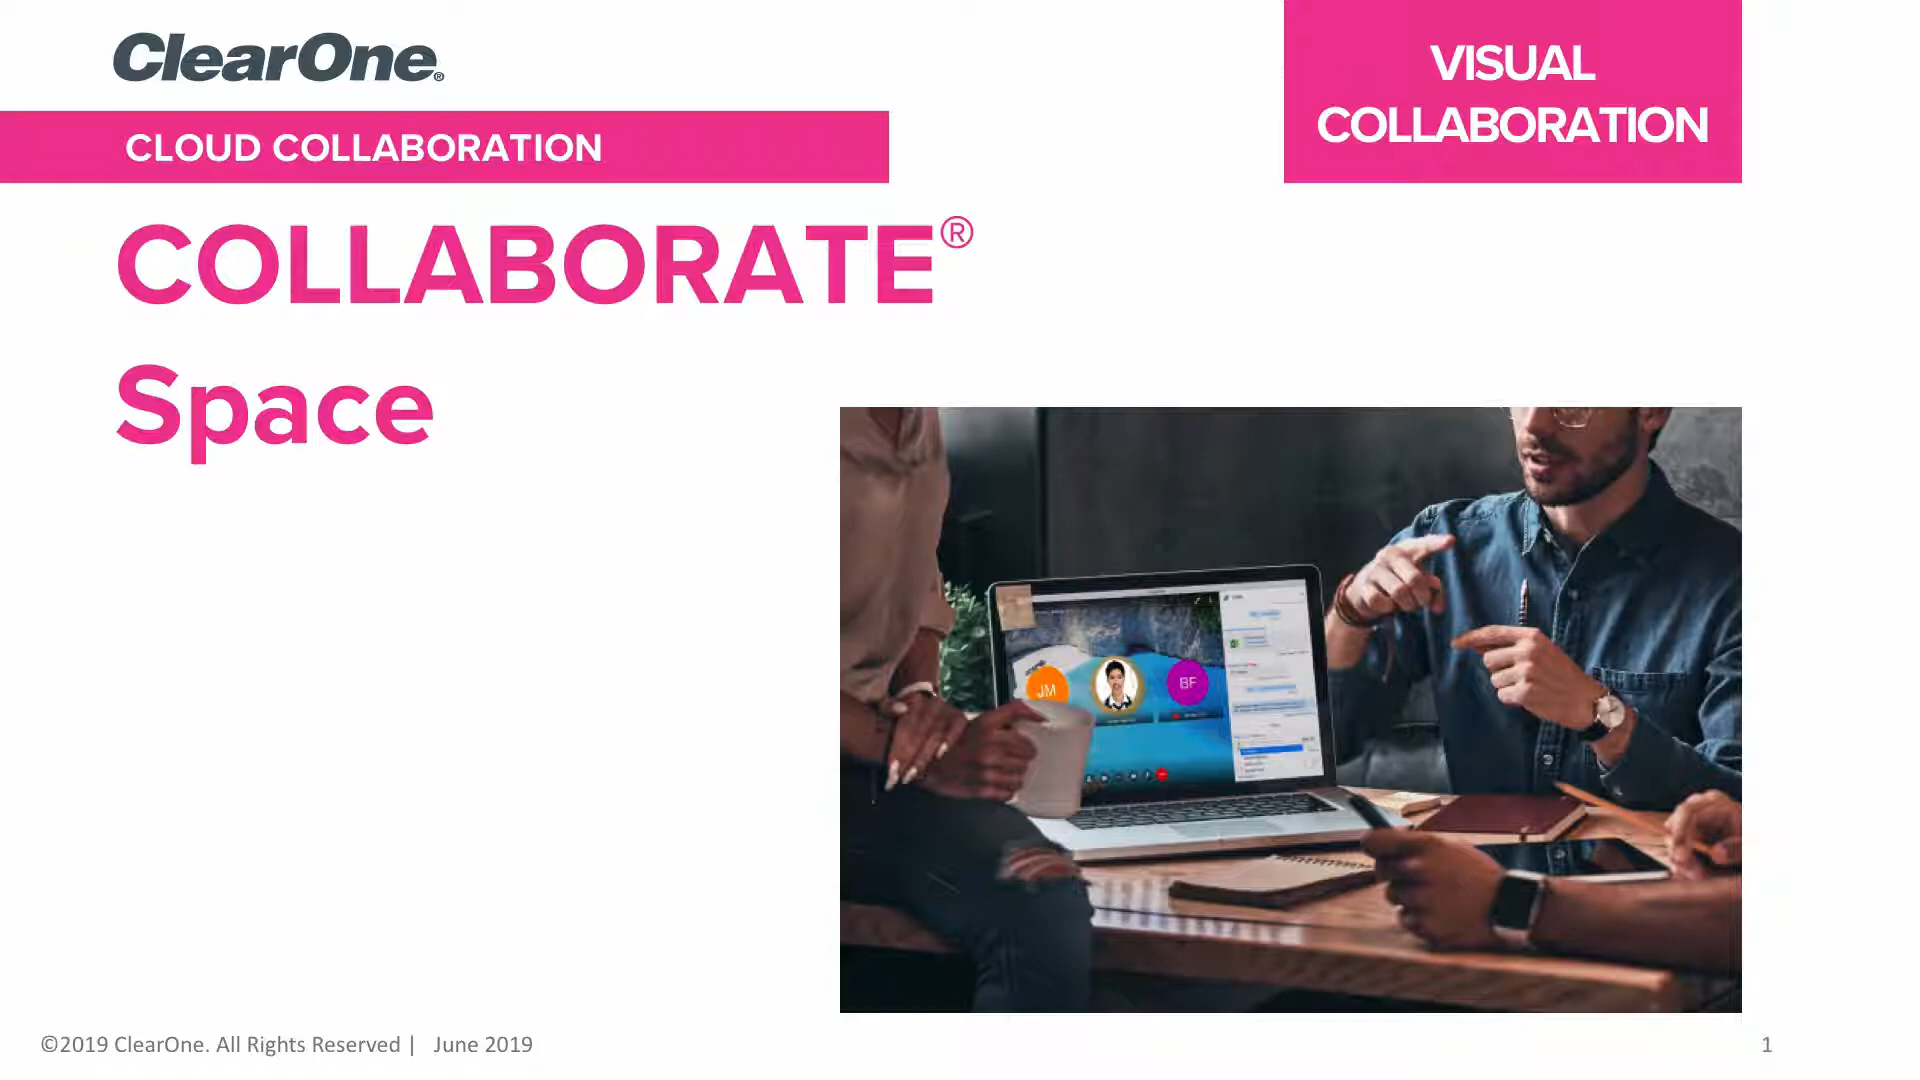 ClearOne®
VISUAL
COLLABORATION
CLOUD COLLABORATION
COLLABORATE®
Space
JM
BF
©2019 ClearOne. All Rights Reserved | June 2019
1